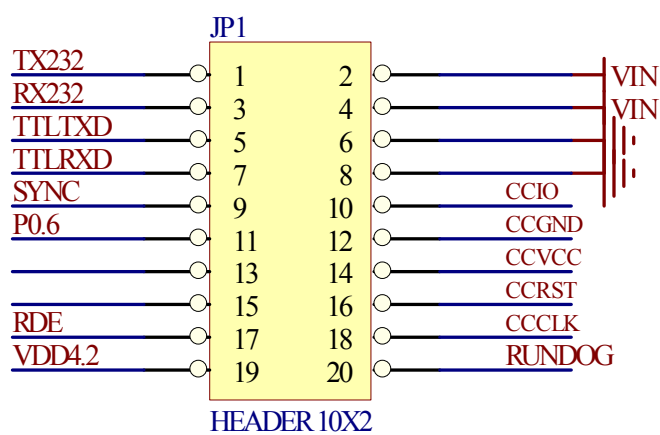 JP1
TX232 1 2 VIN
RX232 3 4 VIN
TTLTXD 5 6
TTLRXD 7 8
SYNC 9 10 CCIO
P0.6 11 12 CCGND
13 14 CCVCC
15 16 CCRST
RDE 17 18 CCCLK
VDD4.2 19 20 RUNDOG
HEADER 10X2